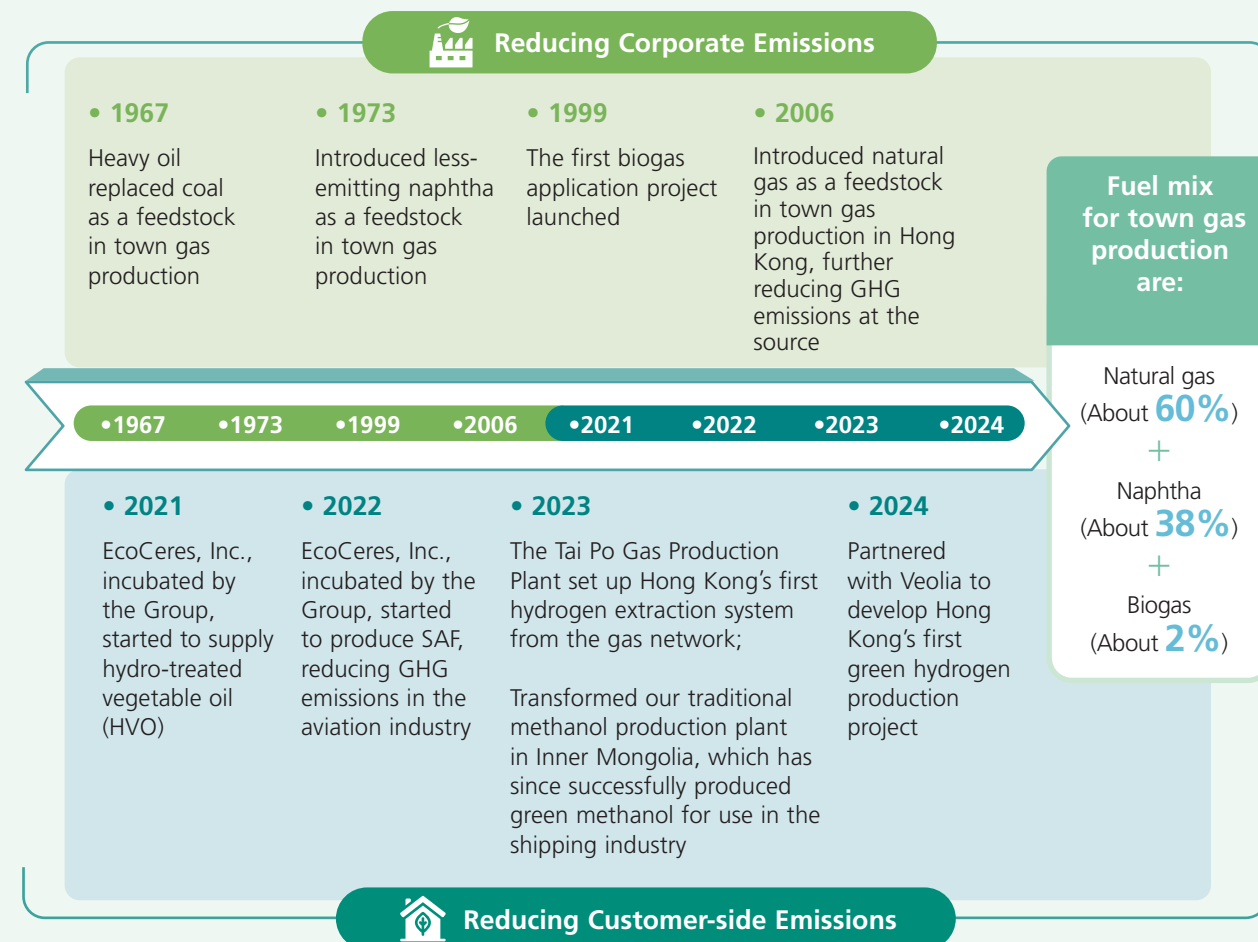 Reducing Corporate Emissions
• 1967
Heavy oil
replaced coal
as a feedstock
in town gas
production
• 1973
Introduced less-
emitting naphtha
as a feedstock
in town gas
production
• 1999
The first biogas
application project
launched
• 2006
Introduced natural
gas as a feedstock
in town gas
production in Hong
Kong, further
reducing GHG
emissions at the
source
•1967 •1973 •1999 •2006 •2021 •2022 •2023 •2024
Fuel mix
for town gas
production
are:
Natural gas
(About 60%)
+
Naphtha
(About 38%)
+
Biogas
(About 2%)
• 2021
EcoCeres, Inc.,
incubated by
the Group,
started to supply
hydro-treated
vegetable oil
(HVO)
• 2022
EcoCeres, Inc.,
incubated by the
Group, started
to produce SAF,
reducing GHG
emissions in the
aviation industry
• 2023
The Tai Po Gas Production
Plant set up Hong Kong’s first
hydrogen extraction system
from the gas network;
Transformed our traditional
methanol production plant
in Inner Mongolia, which has
since successfully produced
green methanol for use in the
shipping industry
• 2024
Partnered
with Veolia to
develop Hong
Kong’s first
green hydrogen
production
project
Reducing Customer-side Emissions